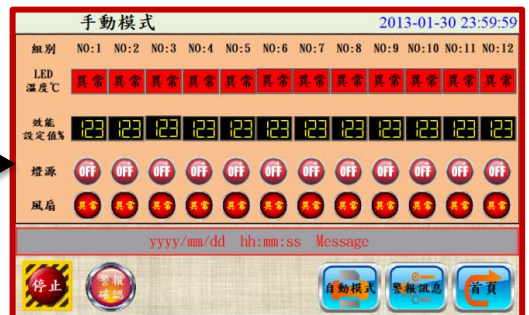 手動模式 2013-01-30 23:59:59
組別 NO:1 NO:2 NO:3 NO:4 NO:5 NO:6 NO:7 NO:8 NO:9 NO:10 NO:11 NO:12
LED
溫度℃ 異常 異常 異常 異常 異常 異常 異常 異常 異常 異常 異常 異常
效能
設定值% 123 123 123 123 123 123 123 123 123 123 123 123
燈源 OFF OFF OFF OFF OFF OFF OFF OFF OFF OFF OFF OFF
風扇 異常 異常 異常 異常 異常 異常 異常 異常 異常 異常 異常 異常
yyyy/mm/dd hh:mm:ss Message
停止 警報
確認 自動模式 警報訊息 首頁